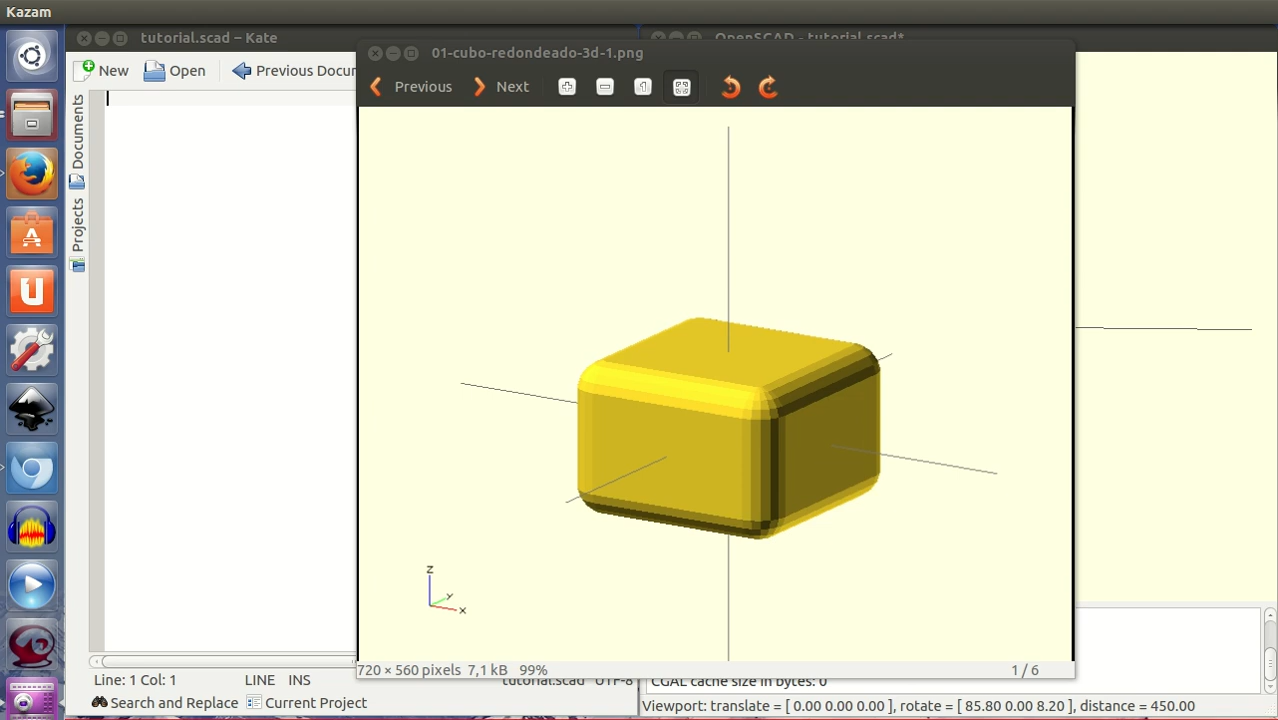 Kazam
tutorial.scad – Kate
OpenSCAD - tutorial.scad*
01-cubo-redondeado-3d-1.png
New
Open
Previous Docum
Previous
Next
Documents
Projects
Z
Y
X
720 × 560 pixels 7,1 kB 99%
1 / 6
Line: 1 Col: 1
LINE
INS
tutorial.scad
UTF-8
CGAL cache size in bytes: 0
Search and Replace
Current Project
Viewport: translate = [ 0.00 0.00 0.00 ], rotate = [ 85.80 0.00 8.20 ], distance = 450.00